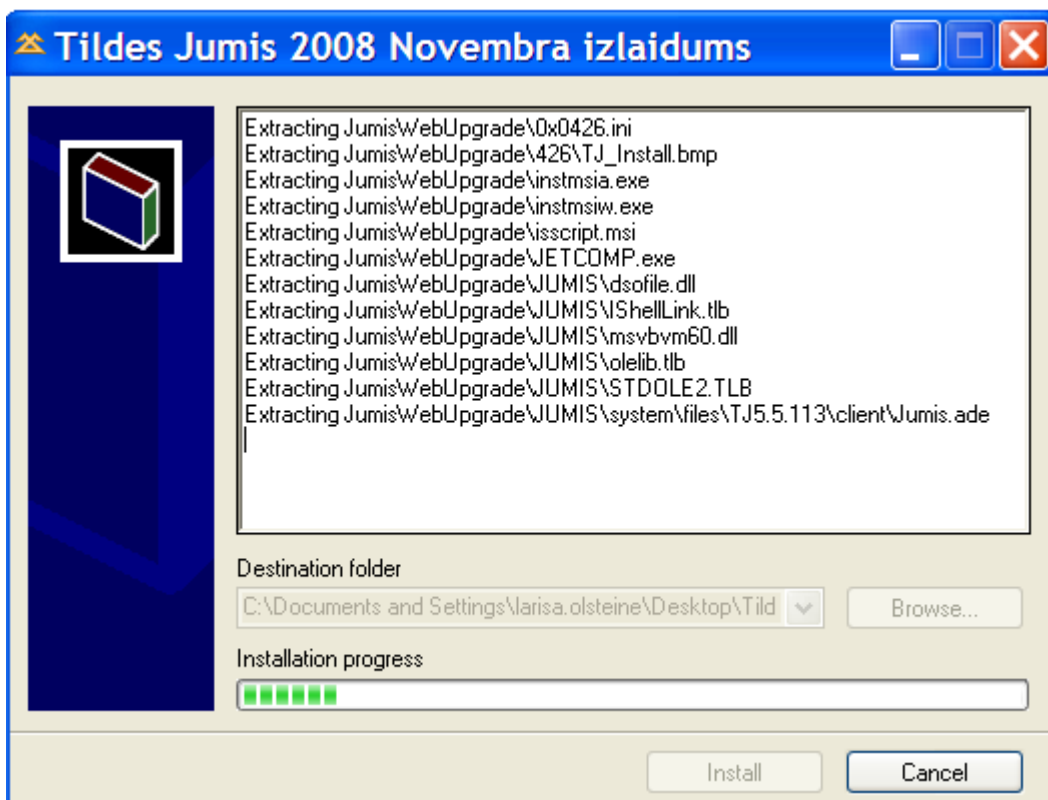 Tildes Jumis 2008 Novembra izlaidums
Extracting JumisWebUpgrade\0x0426.ini
Extracting JumisWebUpgrade\426\TJ_Install.bmp
Extracting JumisWebUpgrade\instmsia.exe
Extracting JumisWebUpgrade\instmsiw.exe
Extracting JumisWebUpgrade\isscript.msi
Extracting JumisWebUpgrade\JETCOMP.exe
Extracting JumisWebUpgrade\JUMIS\dsofile.dll
Extracting JumisWebUpgrade\JUMIS\IShellLink.tlb
Extracting JumisWebUpgrade\JUMIS\msvbvm60.dll
Extracting JumisWebUpgrade\JUMIS\olelib.tlb
Extracting JumisWebUpgrade\JUMIS\STDOLE2.TLB
Extracting JumisWebUpgrade\JUMIS\system\files\TJ5.5.113\client\Jumis.ade
Destination folder
C:\Documents and Settings\larisa.olsteine\Desktop\Tild
Browse...
Installation progress
Install
Cancel